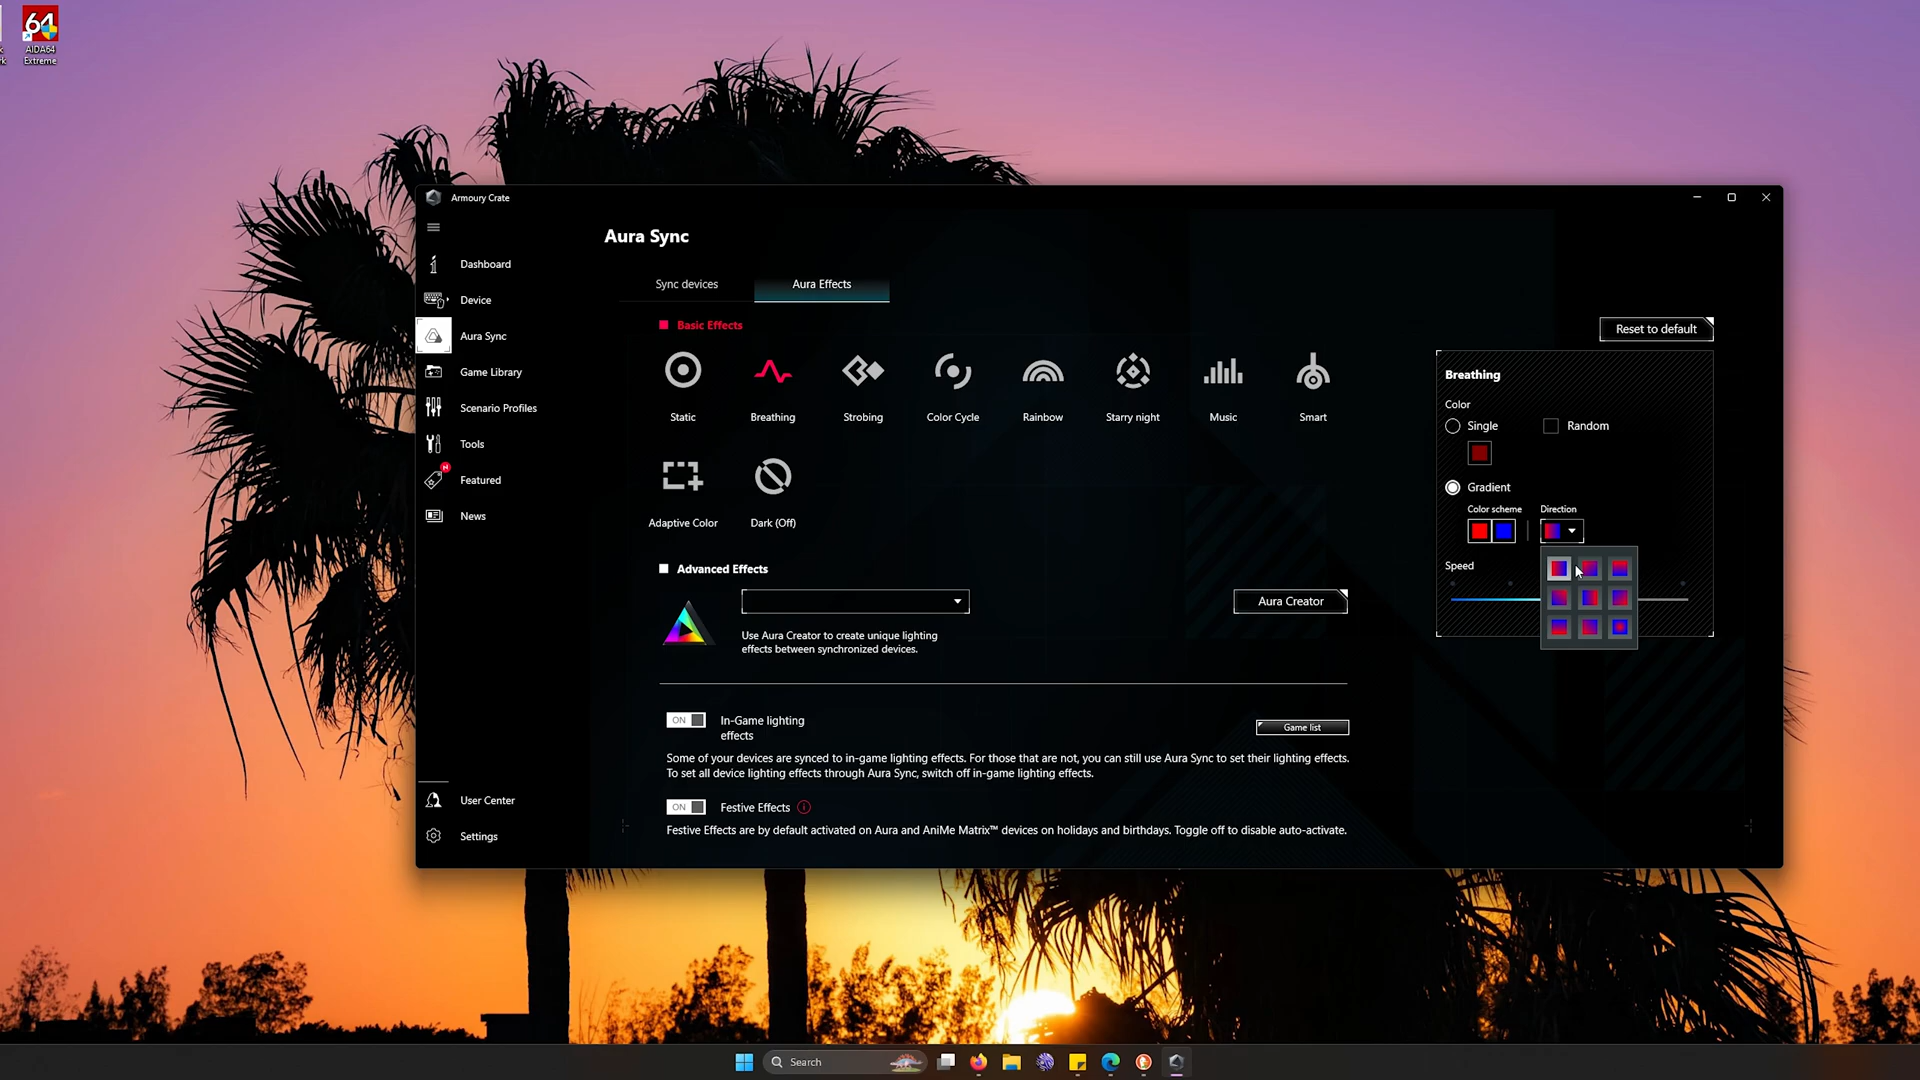 64
AIDA64
Extreme
Armoury Crate
Aura Sync
Dashboard
Device
Aura Sync
Game Library
Scenario Profiles
Tools
N
Featured
News
User Center
Settings
Sync devices
Aura Effects
Basic Effects
Static
Breathing
Strobing
Color Cycle
Rainbow
Starry night
Music
Smart
Adaptive Color
Dark (Off)
Advanced Effects
Aura Creator
Use Aura Creator to create unique lighting
effects between synchronized devices.
ON
In-Game lighting
effects
Game list
Some of your devices are synced to in-game lighting effects. For those that are not, you can still use Aura Sync to set their lighting effects.
To set all device lighting effects through Aura Sync, switch off in-game lighting effects.
ON
Festive Effects
Festive Effects are by default activated on Aura and AniMe Matrix™ devices on holidays and birthdays. Toggle off to disable auto-activate.
Reset to default
Breathing
Color
Single
Random
Gradient
Color scheme
Direction
Speed
Search